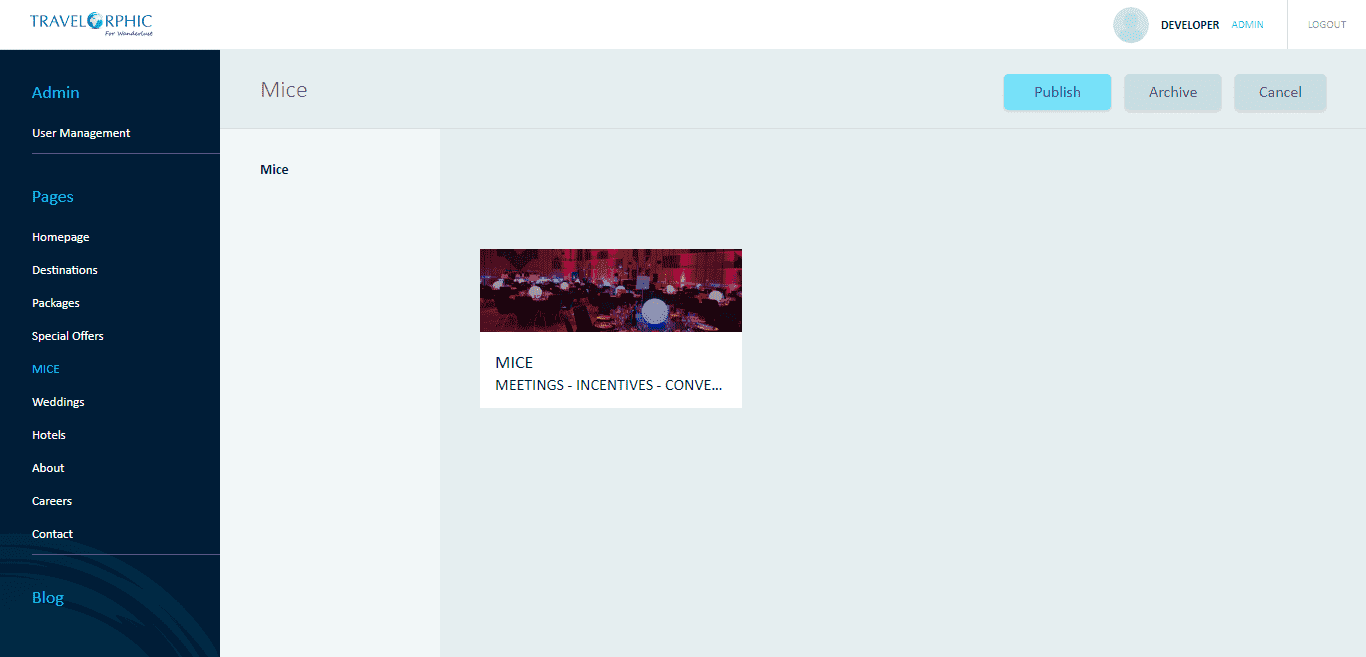 TRAVELORPHIC
For Wanderlust
DEVELOPER ADMIN
LOGOUT
Admin
User Management
Pages
Homepage
Destinations
Packages
Special Offers
MICE
Weddings
Hotels
About
Careers
Contact
Blog
Mice
Publish
Archive
Cancel
Mice
MICE
MEETINGS - INCENTIVES - CONVE...